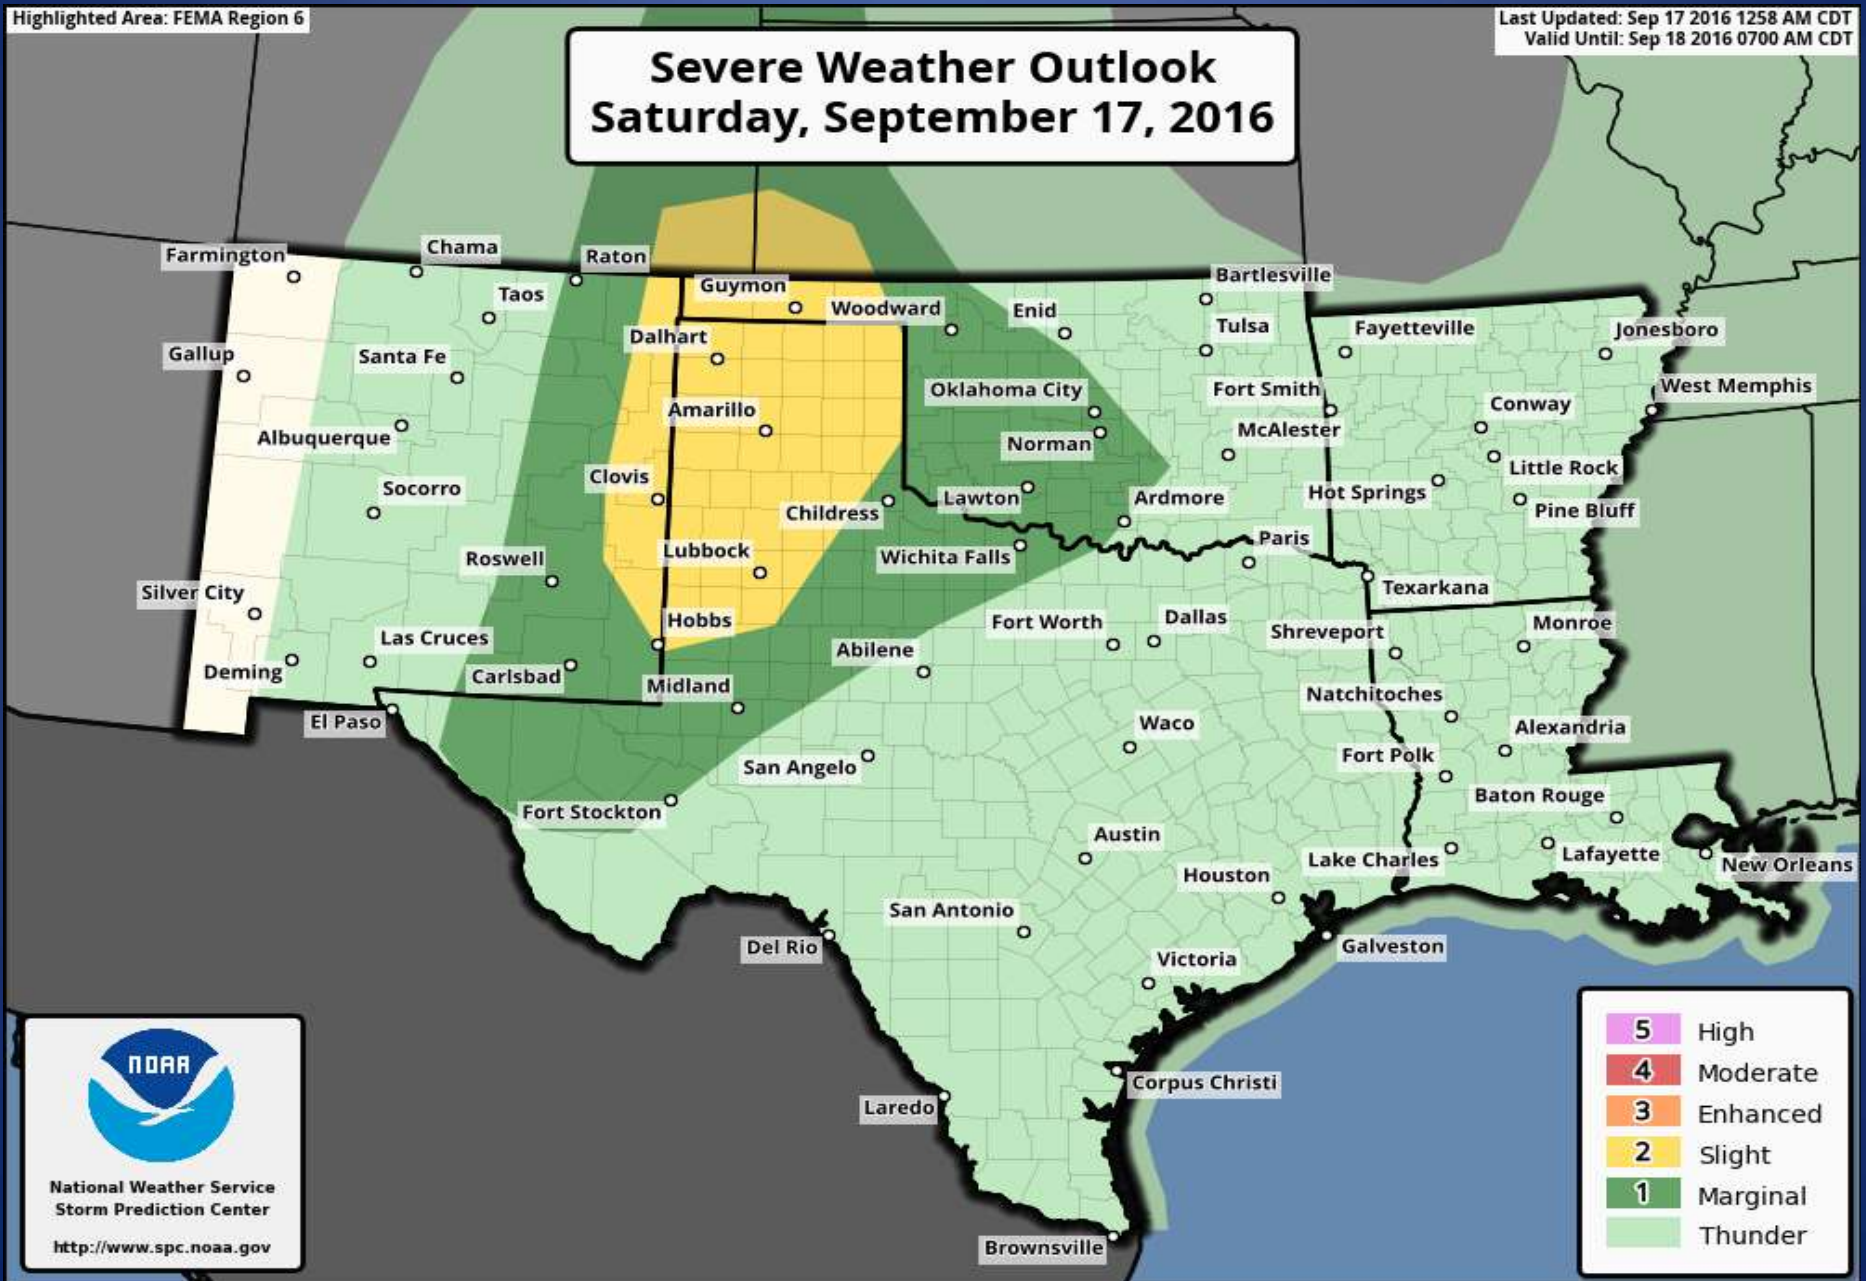 Highlighted Area: FEMA Region 6
Last Updated: Sep 17 2016 1258 AM CDT
Valid Until: Sep 18 2016 0700 AM CDT
Severe Weather Outlook
Saturday, September 17, 2016
Farmington
Chama
Raton
Taos
Guymon
Woodward
Enid
Bartlesville
Tulsa
Fayetteville
Jonesboro
Gallup
Santa Fe
Dalhart
Oklahoma City
Fort Smith
West Memphis
Albuquerque
Amarillo
Norman
McAlester
Conway
Socorro
Clovis
Childress
Lawton
Ardmore
Hot Springs
Little Rock
Pine Bluff
Roswell
Lubbock
Wichita Falls
Paris
Texarkana
Silver City
Las Cruces
Hobbs
Fort Worth
Dallas
Shreveport
Monroe
Deming
Carlsbad
Midland
Abilene
Natchitoches
El Paso
San Angelo
Waco
Fort Polk
Alexandria
Fort Stockton
Baton Rouge
Austin
Houston
Lake Charles
Lafayette
New Orleans
San Antonio
Del Rio
Victoria
Galveston
Corpus Christi
Laredo
Brownsville
NOAA
National Weather Service
Storm Prediction Center
http://www.spc.noaa.gov
5 High
4 Moderate
3 Enhanced
2 Slight
1 Marginal
Thunder